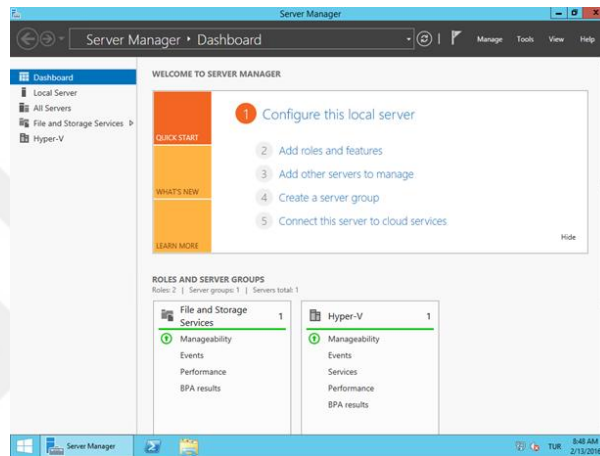 Server Manager
Server Manager • Dashboard
Manage Tools View Help
Dashboard
Local Server
All Servers
File and Storage Services
Hyper-V
WELCOME TO SERVER MANAGER
QUICK START
WHAT'S NEW
LEARN MORE
1 Configure this local server
2 Add roles and features
3 Add other servers to manage
4 Create a server group
5 Connect this server to cloud services
Hide
ROLES AND SERVER GROUPS
Roles: 2 | Server groups: 1 | Servers total: 1
File and Storage
Services 1
Manageability
Events
Performance
BPA results
Hyper-V 1
Manageability
Events
Services
Performance
BPA results
Server Manager
TUR
8:48 AM
2/13/2016